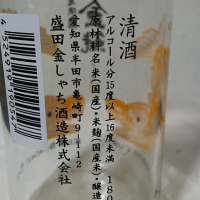 清酒
アルコール分15度以上16度未満 180
原材料名 米(国産)・米麹(国産米)・醸造
愛知県半田市亀崎町9-112
盛田金しゃち酒造株式会社